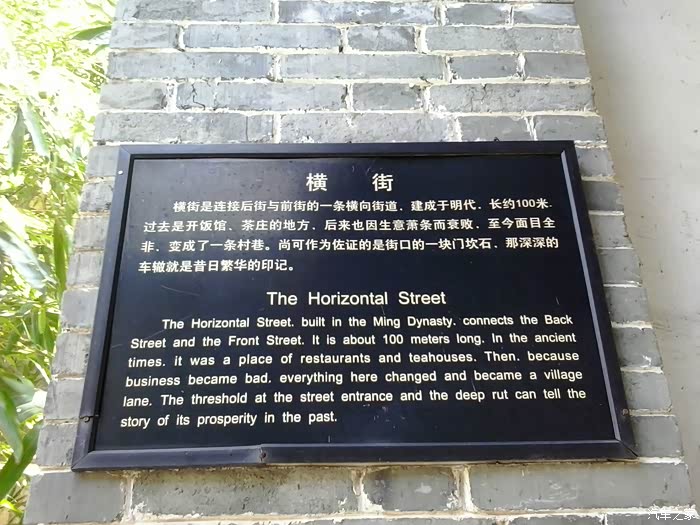 横 街
横街是连接后街与前街的一条横向街道，建成于明代，长约100米.
过去是开饭馆、茶庄的地方，后来也因生意萧条而衰败，至今面目全
非，变成了一条村巷。尚可作为佐证的是街口的一块门坎石，那深深的
车辙就是昔日繁华的印记。
The Horizontal Street
The Horizontal Street. built in the Ming Dynasty. connects the Back
Street and the Front Street. It is about 100 meters long. In the ancient
times. it was a place of restaurants and teahouses. Then. because
business became bad. everything here changed and became a village
lane. The threshold at the street entrance and the deep rut can tell the
story of its prosperity in the past.
汽车之家